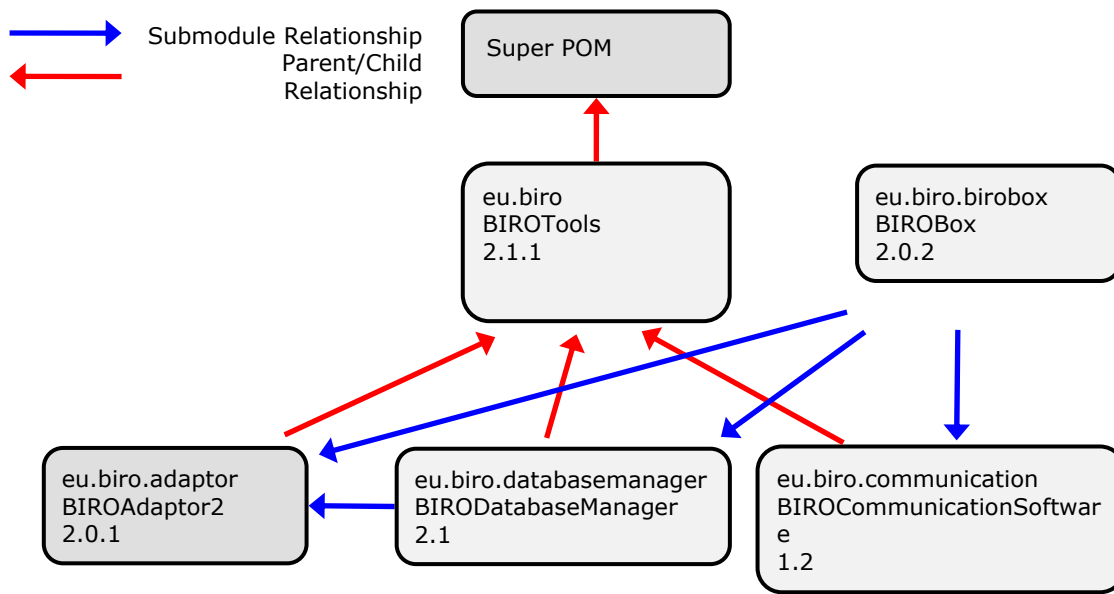 Submodule Relationship
Parent/Child
Relationship
Super POM
eu.biro
BIROTools
2.1.1
eu.biro.birobox
BIROBox
2.0.2
eu.biro.adaptor
BIROAdaptor2
2.0.1
eu.biro.databasemanager
BIRODatabaseManager
2.1
eu.biro.communication
BIROCommunicationSoftwar
e
1.2